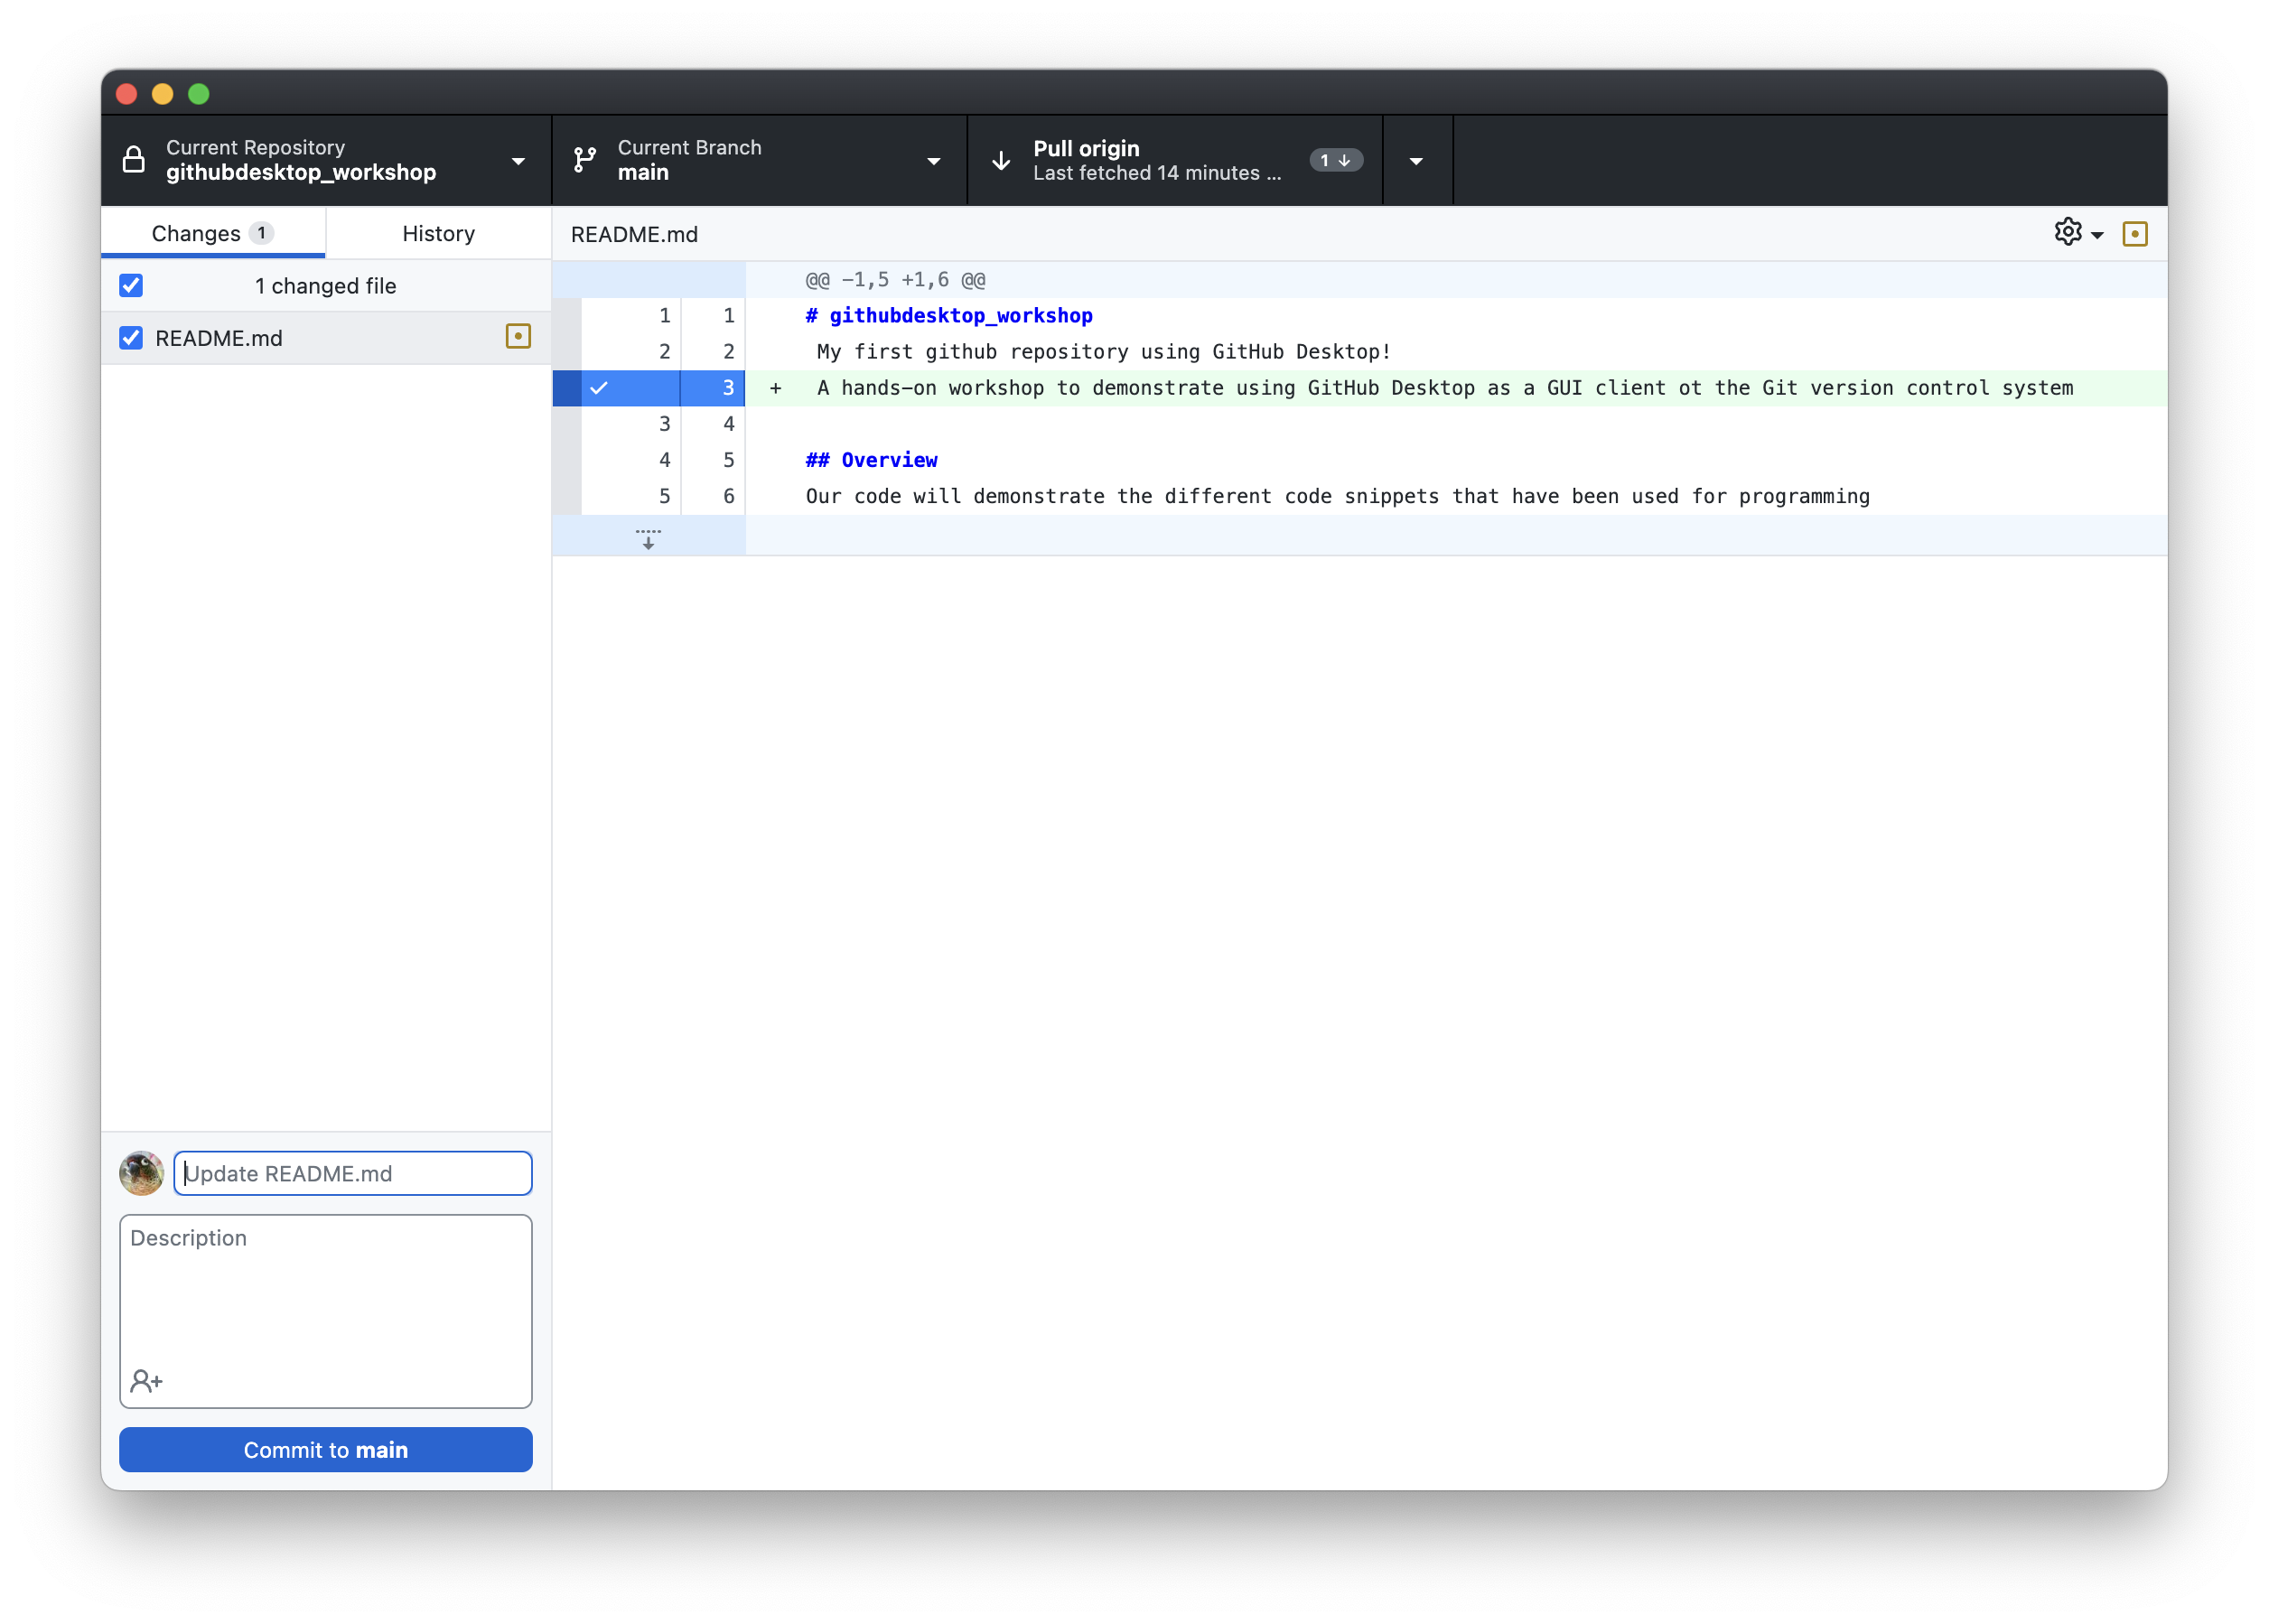 Current Repository
githubdesktop_workshop
Current Branch
main
Pull origin
Last fetched 14 minutes ...
1
Changes 1
History
1 changed file
README.md
README.md
@@ -1,5 +1,6 @@
1 1 # githubdesktop_workshop
2 2 My first github repository using GitHub Desktop!
3 + A hands-on workshop to demonstrate using GitHub Desktop as a GUI client ot the Git version control system
3 4
4 5 ## Overview
5 6 Our code will demonstrate the different code snippets that have been used for programming
Update README.md
Description
Commit to main